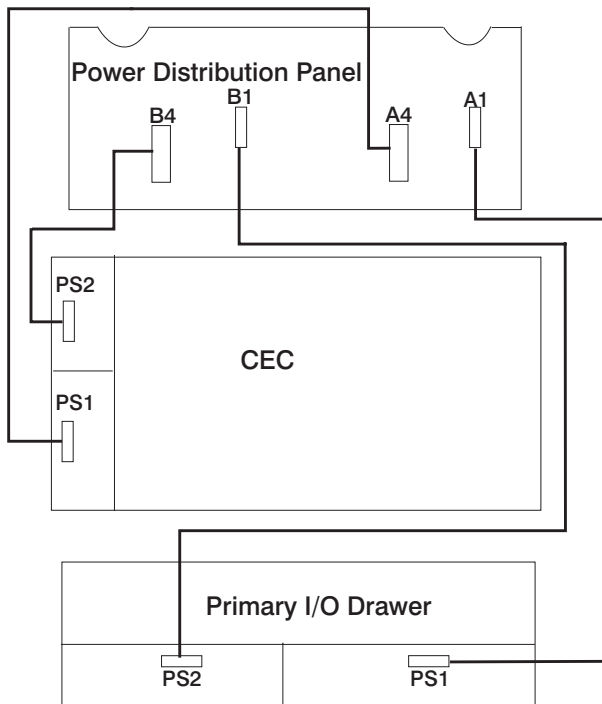 Power Distribution Panel
B4
B1
A4
A1
PS2
CEC
PS1
Primary I/O Drawer
PS2
PS1